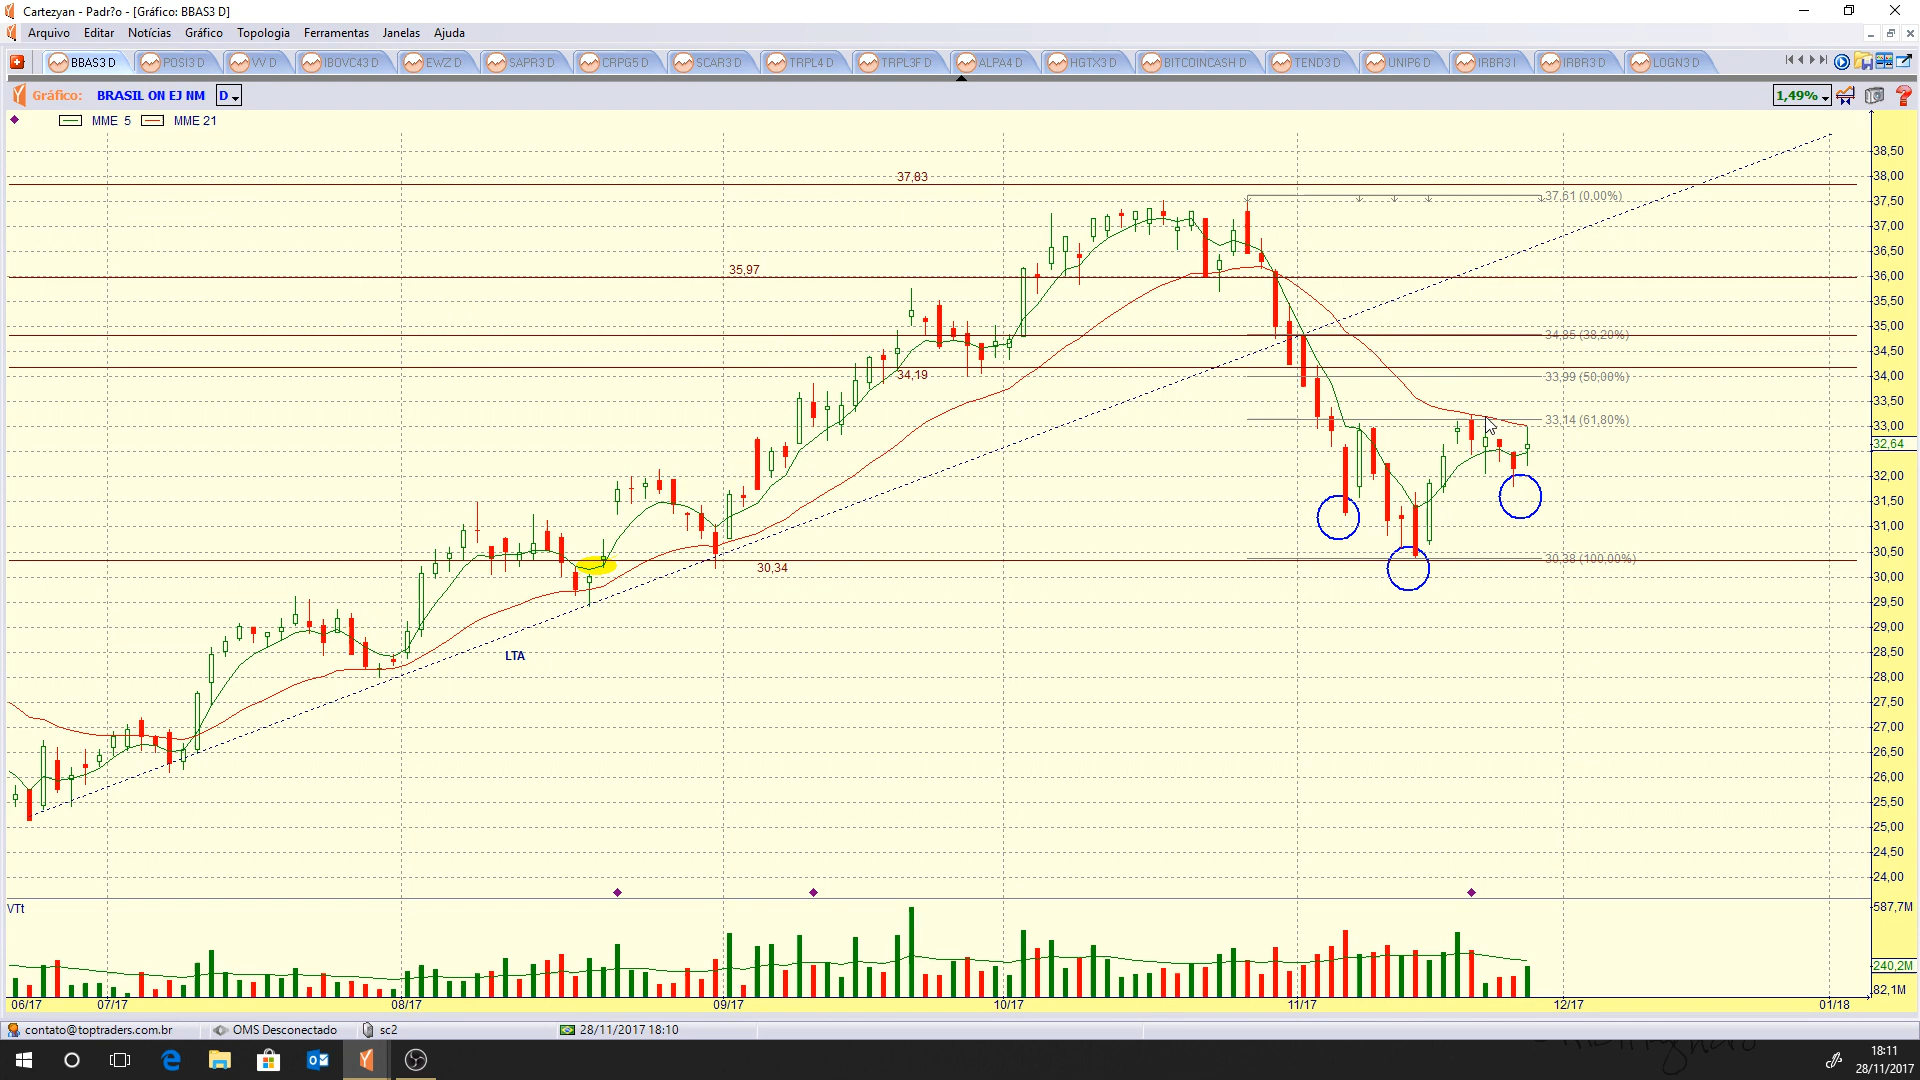 Cartezyan - Padr?o - [Gráfico: BBAS3 D]
Arquivo Editar Notícias Gráfico Topologia Ferramentas Janelas Ajuda
BBAS3 D POSI3 D VV D IBOVC43 D EWZ D SAPR3 D CRPG5 D SCAR3 D TRPL4 D TRPL3F D ALPA4 D HGTX3 D BITCOINCASH D TEND3 D UNIP6 D IRBR3 I IRBR3 D LOGN3 D
Gráfico: BRASIL ON EJ NM D 1,49%
MME 5 MME 21
38,50
37,83 38,00
37,61 (0,00%) 37,50
37,00
36,50
35,97 36,00
35,50
35,00
34,85 (38,20%)
34,50
34,19 33,99 (50,00%) 34,00
33,50
33,14 (61,80%) 33,00
32,64
32,00
31,50
31,00
30,50
30,34 30,38 (100,00%)
30,00
29,50
29,00
LTA 28,50
28,00
27,50
27,00
26,50
26,00
25,50
25,00
24,50
24,00
VTt 587,7M
240,2M
82,1M
06/17 07/17 08/17 09/17 10/17 11/17 12/17 01/18
contato@toptraders.com.br OMS Desconectado sc2 28/11/2017 18:10
18:11
28/11/2017